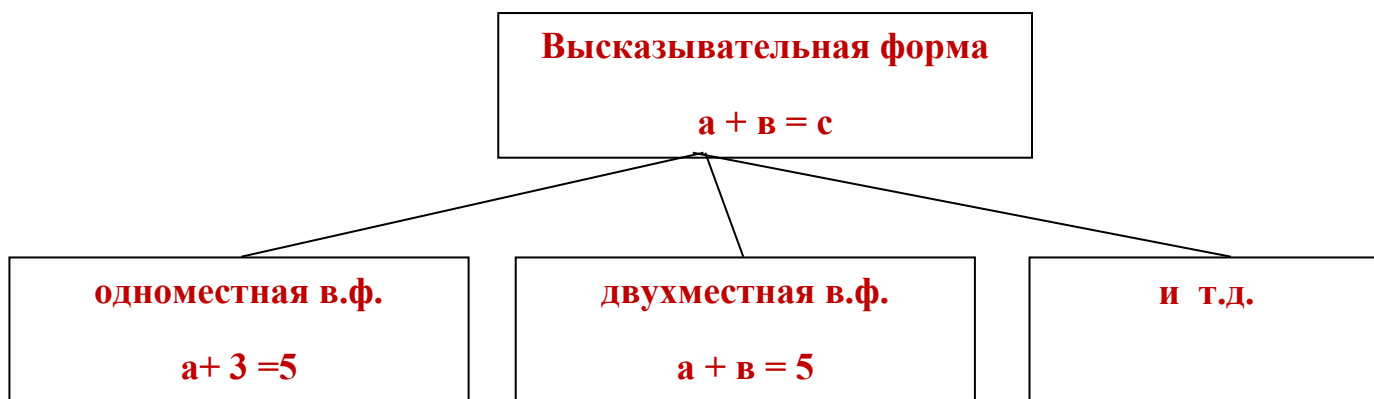 Высказывательная форма
а + в = с
одноместная в.ф.
а+ 3 =5
двухместная в.ф.
а + в = 5
и т.д.